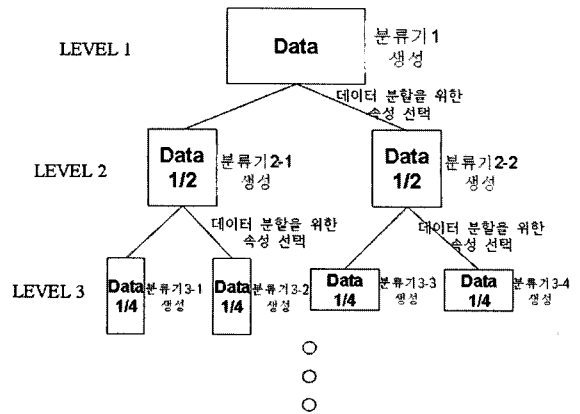 LEVEL 1
Data
분류기1
생성
데이터 분할을 위한
속성 선택
LEVEL 2
Data
1/2
분류기2-1
생성
Data
1/2
분류기2-2
생성
데이터 분할을 위한
속성 선택
데이터 분할을 위한
속성 선택
LEVEL 3
Data
1/4
분류기3-1
생성
Data
1/4
분류기3-2
생성
Data
1/4
분류기3-3
생성
Data
1/4
분류기3-4
생성